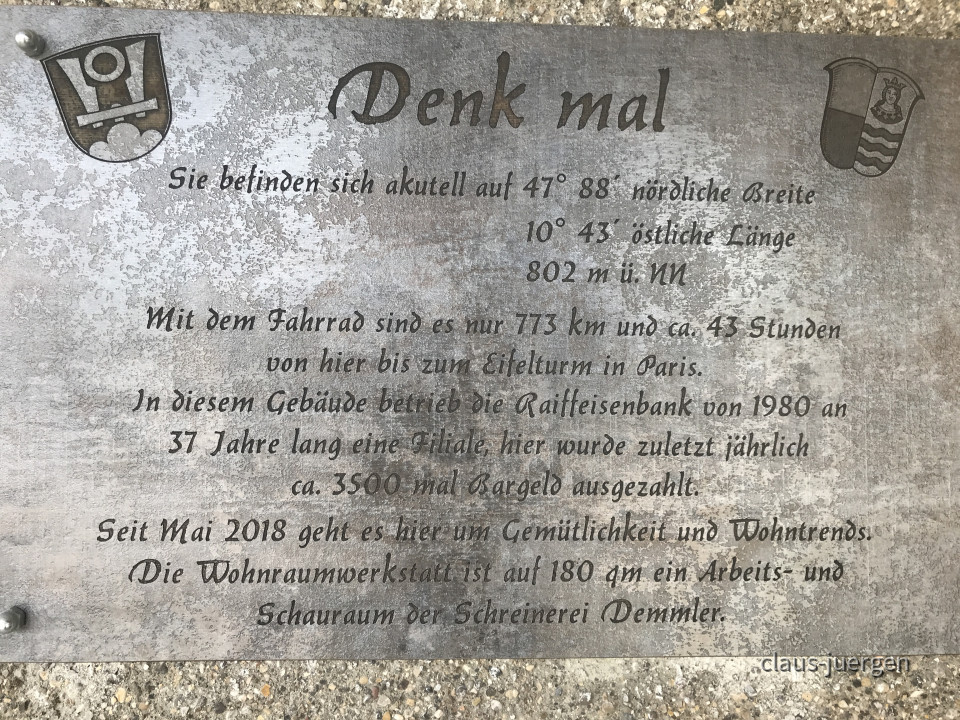 Denk mal
Sie befinden sich akutell auf 47° 88´ nördliche Breite
10° 43´ östliche Länge
802 m ü. NN
Mit dem Fahrrad sind es nur 773 km und ca. 43 Stunden
von hier bis zum Eifelturm in Paris.
In diesem Gebäude betrieb die Raiffeisenbank von 1980 an
37 Jahre lang eine Filiale, hier wurde zuletzt jährlich
ca. 3500 mal Bargeld ausgezahlt.
Seit Mai 2018 geht es hier um Gemütlichkeit und Wohntrends.
Die Wohnraumwerkstatt ist auf 180 qm ein Arbeits- und
Schauraum der Schreinerei Demmler.
claus-juergen